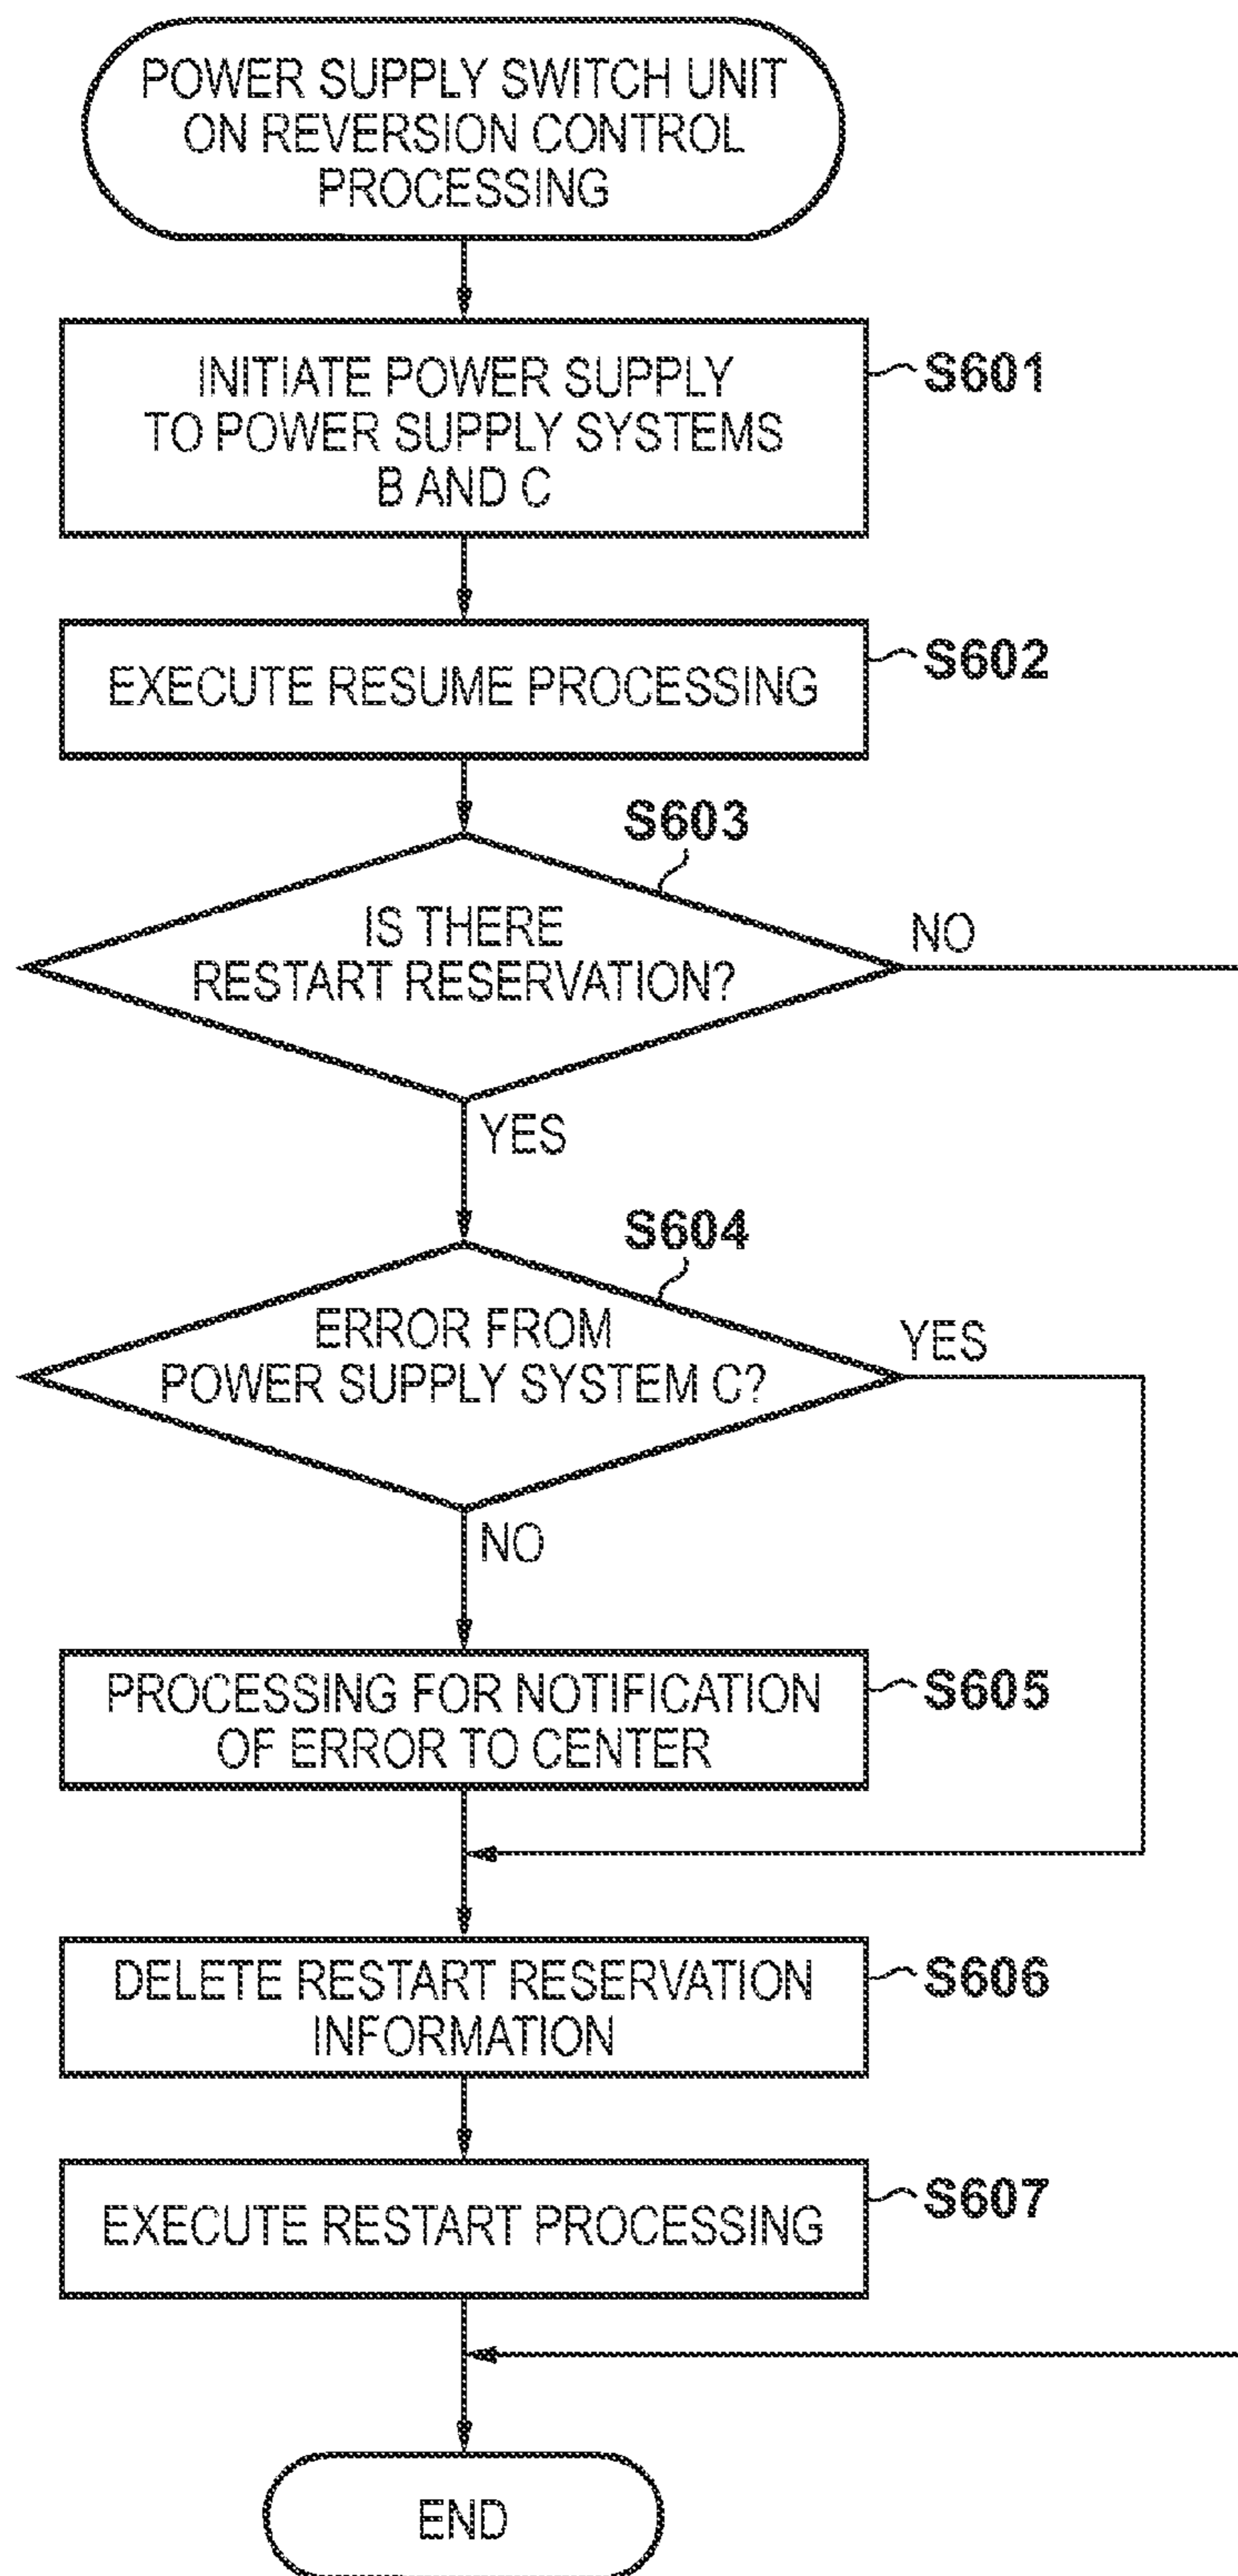 POWER SUPPLY SWITCH UNIT
ON REVERSION CONTROL
PROCESSING
INITIATE POWER SUPPLY
TO POWER SUPPLY SYSTEMS
B AND C
S601
EXECUTE RESUME PROCESSING
S602
S603
IS THERE
RESTART RESERVATION?
NO
YES
S604
ERROR FROM
POWER SUPPLY SYSTEM C?
YES
NO
PROCESSING FOR NOTIFICATION
OF ERROR TO CENTER
S605
DELETE RESTART RESERVATION
INFORMATION
S606
EXECUTE RESTART PROCESSING
S607
END